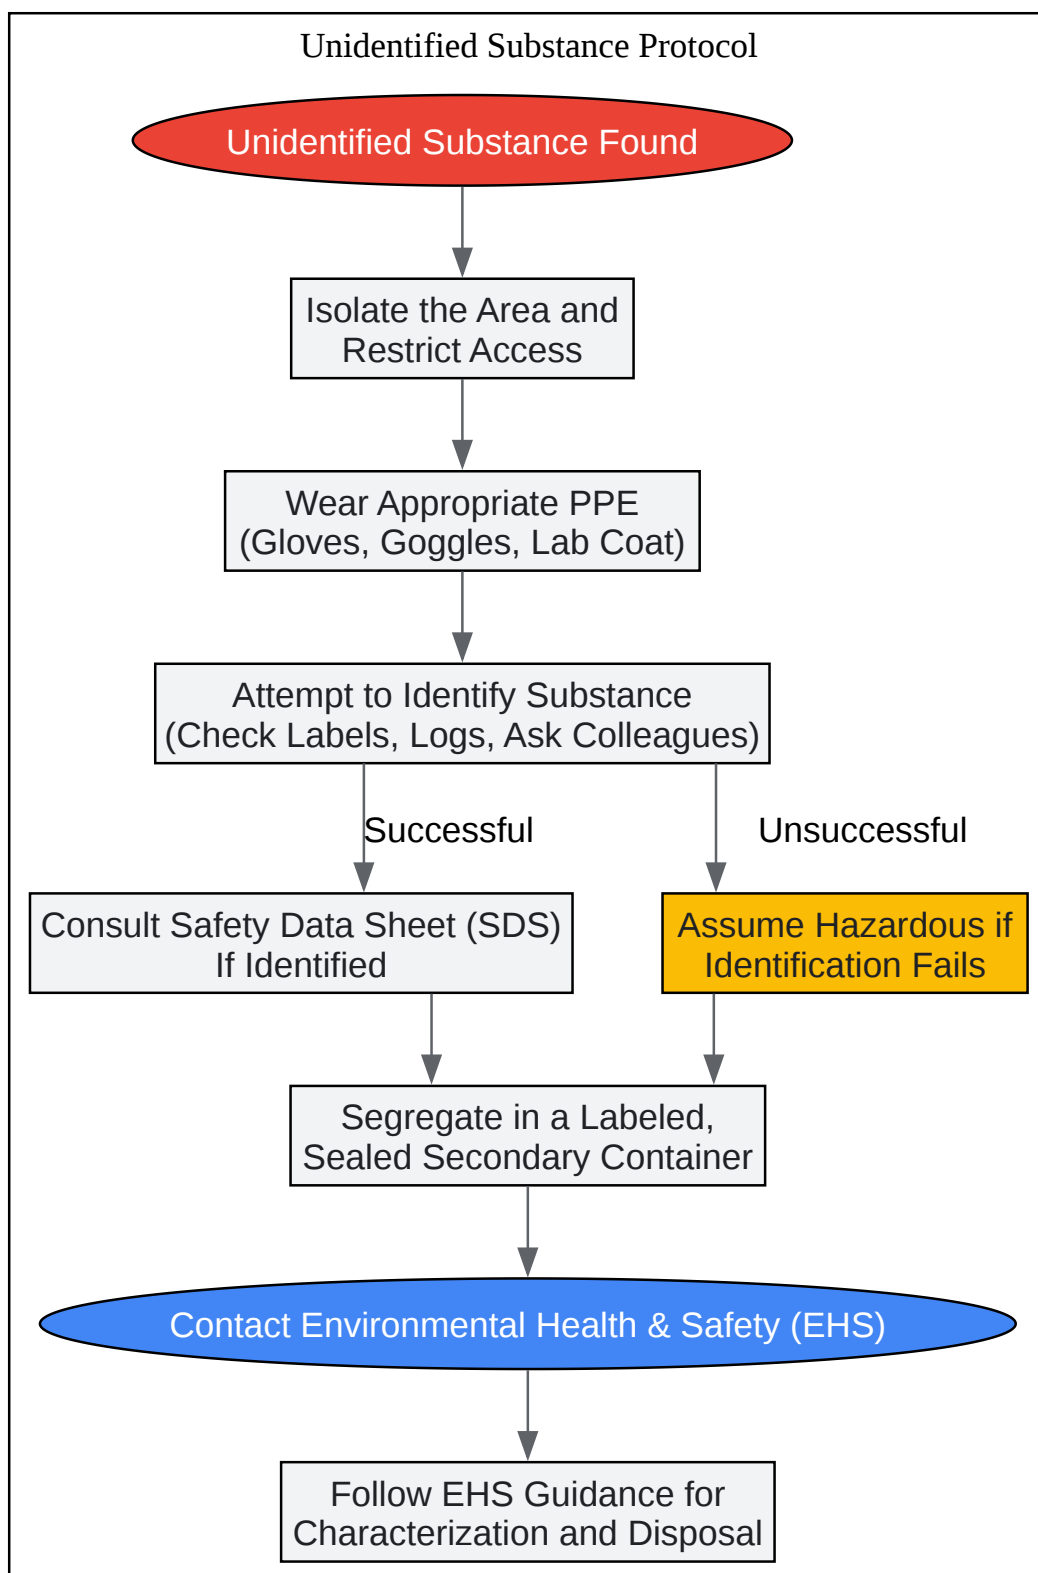 Unidentified Substance Protocol
Unidentified Substance Found
Isolate the Area and
Restrict Access
Wear Appropriate PPE
(Gloves, Goggles, Lab Coat)
Attempt to Identify Substance
(Check Labels, Logs, Ask Colleagues)
Successful
Unsuccessful
Consult Safety Data Sheet (SDS)
If Identified
Assume Hazardous if
Identification Fails
Segregate in a Labeled,
Sealed Secondary Container
Contact Environmental Health & Safety (EHS)
Follow EHS Guidance for
Characterization and Disposal